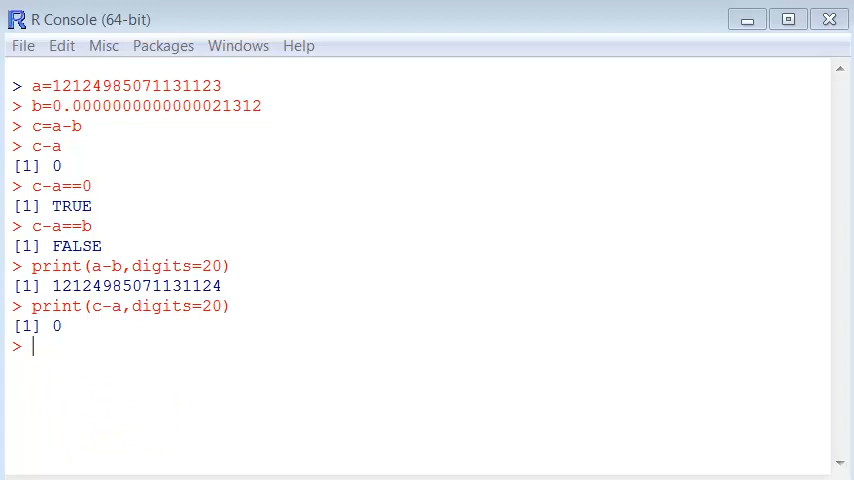 R Console (64-bit)
File Edit Misc Packages Windows Help
> a=12124985071131123
> b=0.0000000000000021312
> c=a-b
> c-a
[1] 0
> c-a==0
[1] TRUE
> c-a==b
[1] FALSE
> print(a-b,digits=20)
[1] 12124985071131124
> print(c-a,digits=20)
[1] 0
>